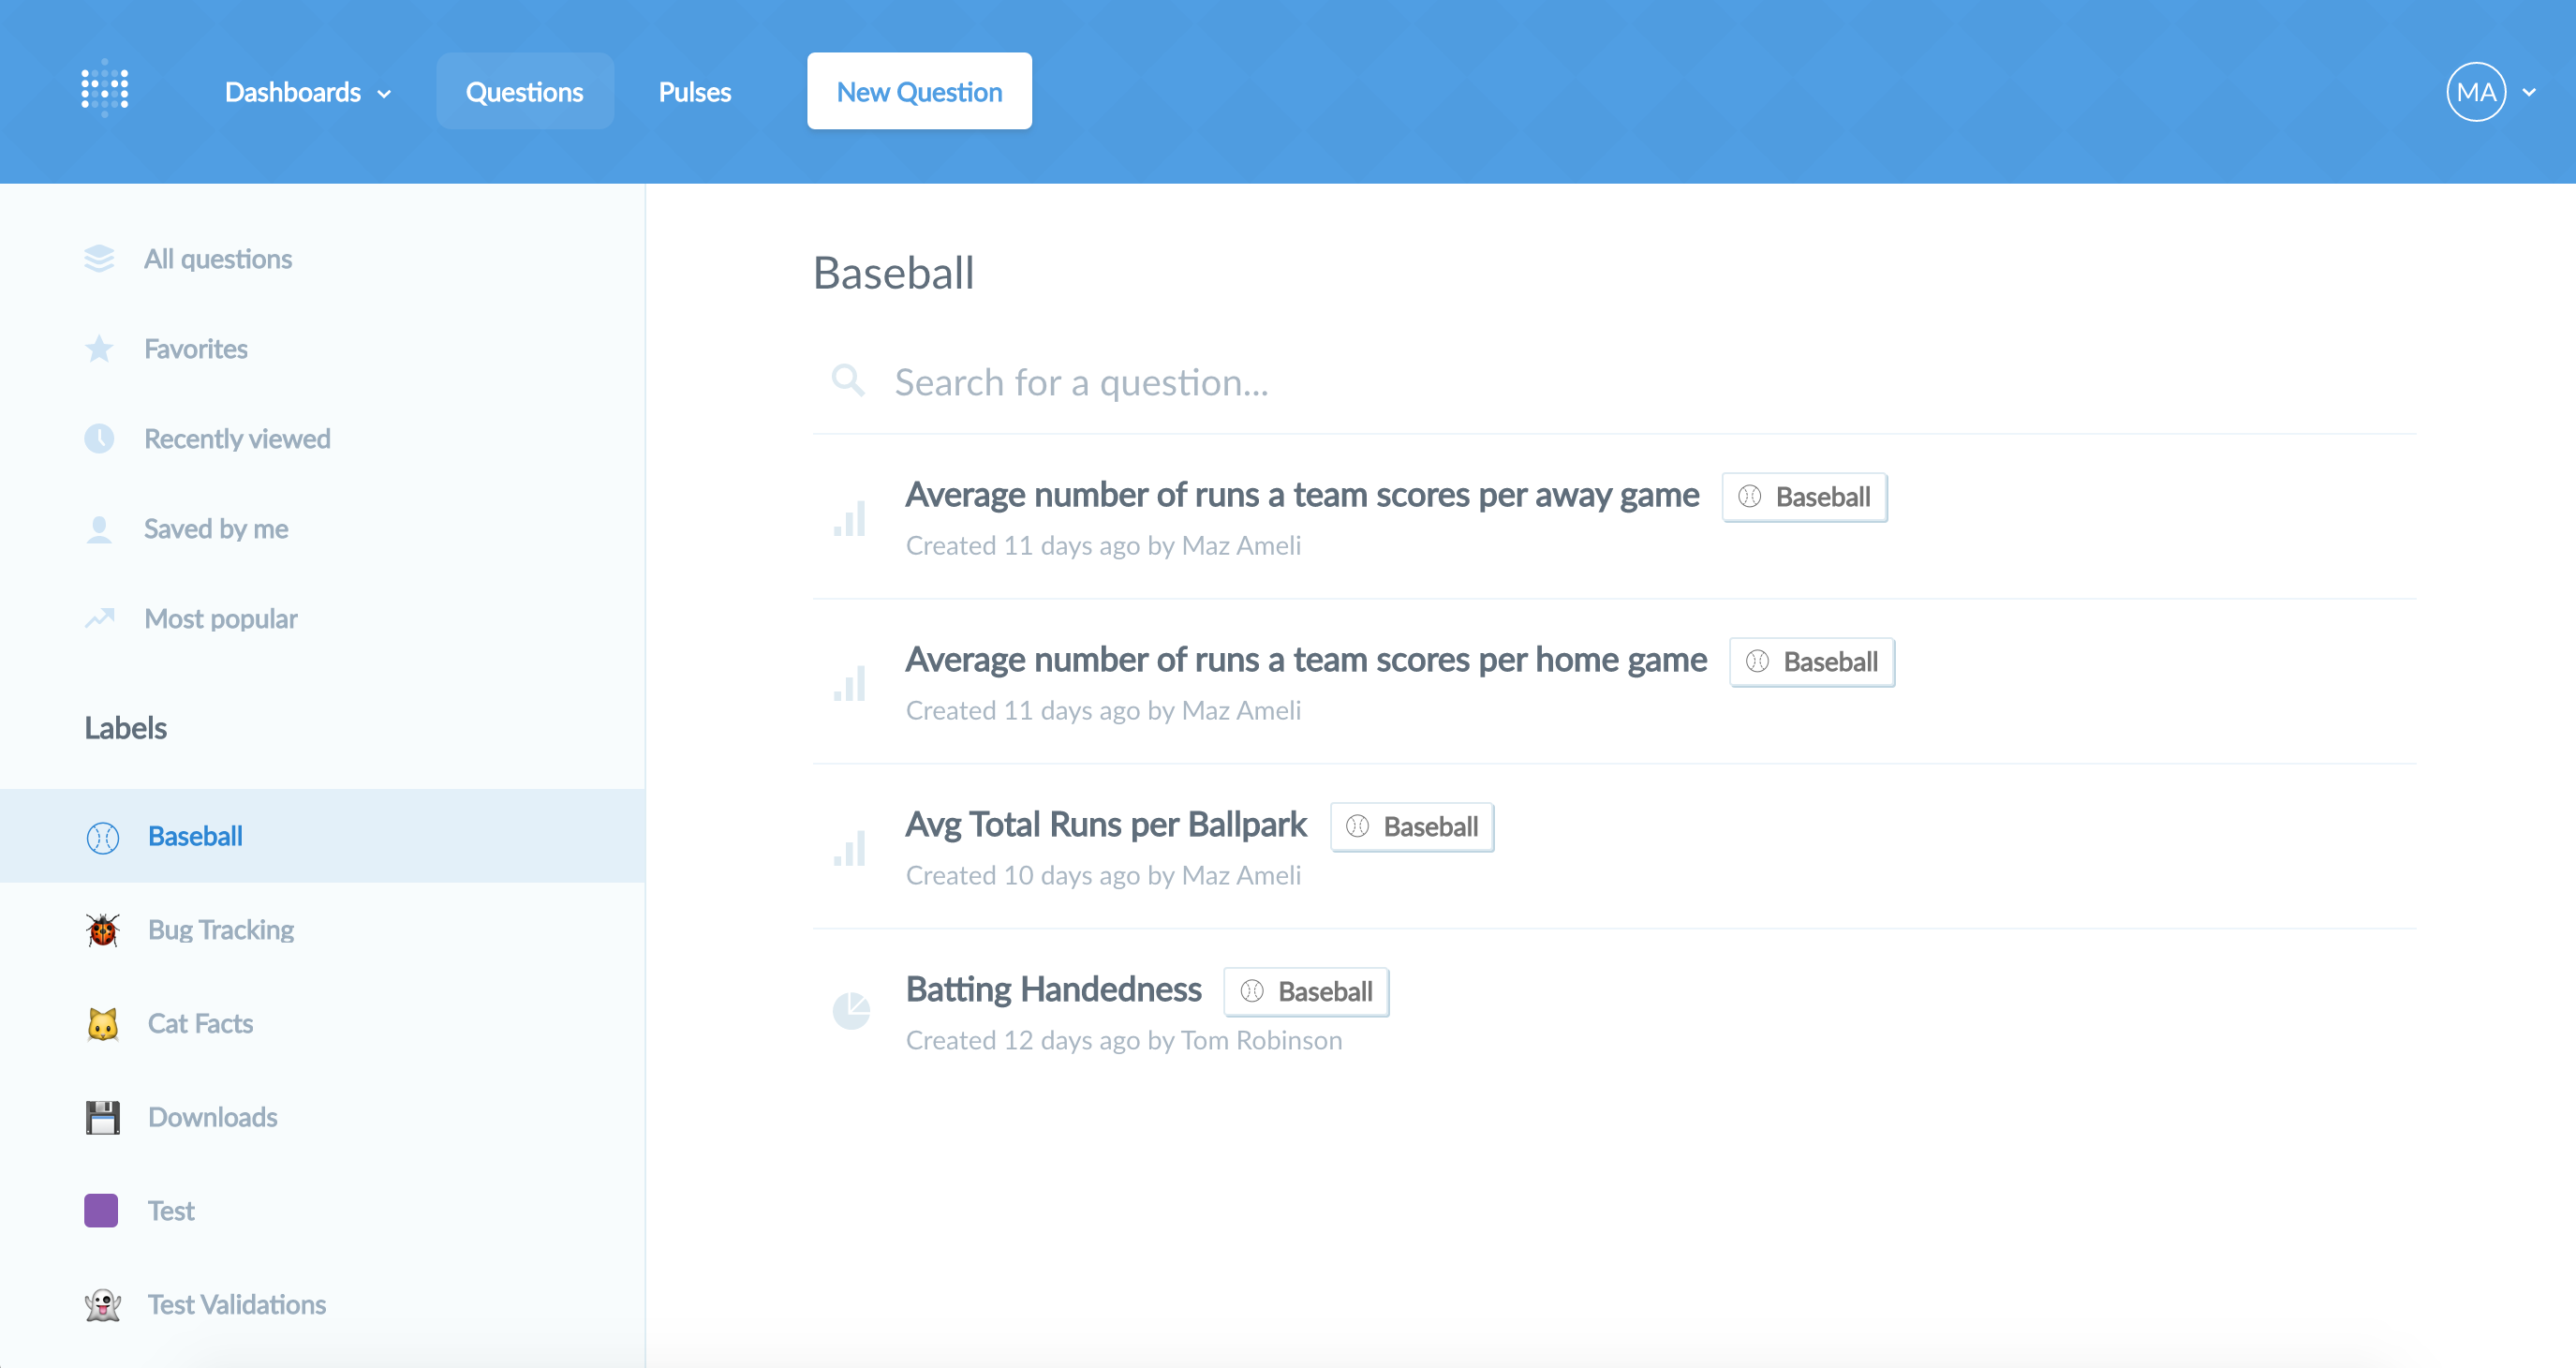 Dashboards Questions Pulses New Question MA
All questions
Favorites
Recently viewed
Saved by me
Most popular
Labels
Baseball
Bug Tracking
Cat Facts
Downloads
Test
Test Validations
Baseball
Search for a question...
Average number of runs a team scores per away game Baseball
Created 11 days ago by Maz Ameli
Average number of runs a team scores per home game Baseball
Created 11 days ago by Maz Ameli
Avg Total Runs per Ballpark Baseball
Created 10 days ago by Maz Ameli
Batting Handedness Baseball
Created 12 days ago by Tom Robinson